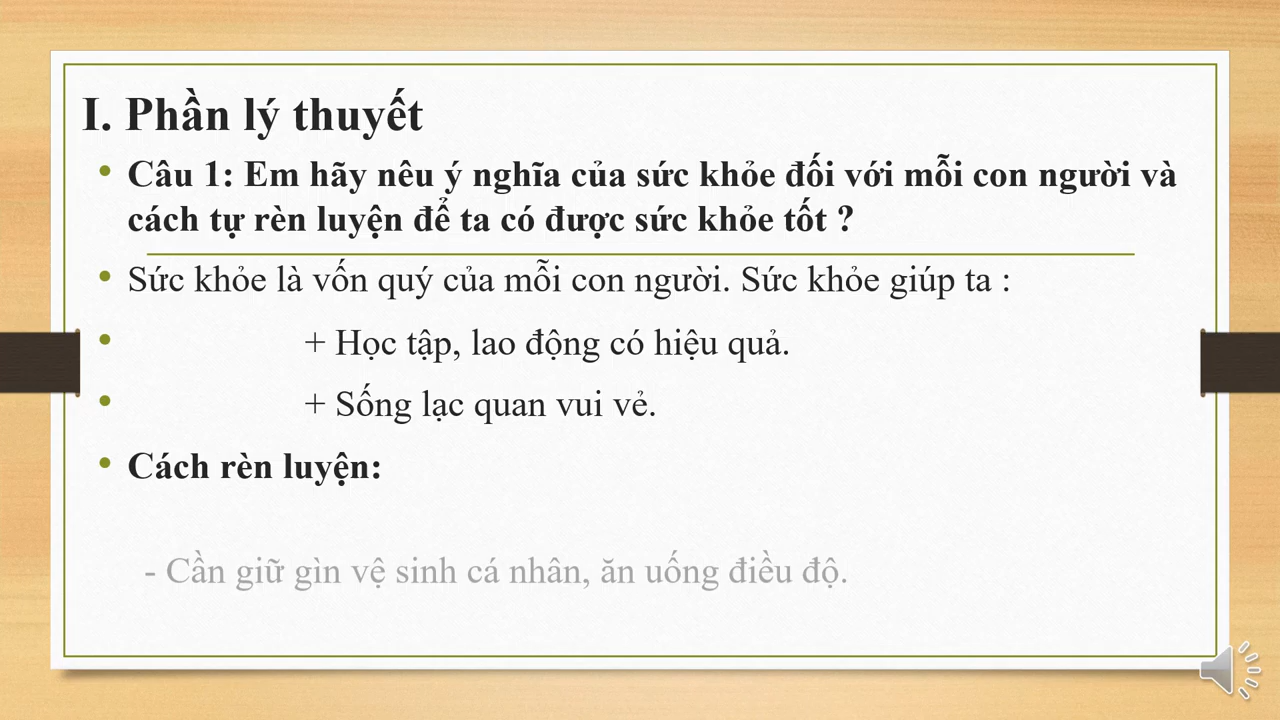 I. Phần lý thuyết
• Câu 1: Em hãy nêu ý nghĩa của sức khỏe đối với mỗi con người và
cách tự rèn luyện để ta có được sức khỏe tốt ?
• Sức khỏe là vốn quý của mỗi con người. Sức khỏe giúp ta :
• + Học tập, lao động có hiệu quả.
• + Sống lạc quan vui vẻ.
• Cách rèn luyện:
- Cần giữ gìn vệ sinh cá nhân, ăn uống điều độ.